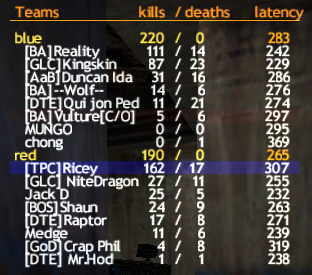 Teams kills / deaths latency
blue 220 / 0 283
[BA]Reality 111 / 14 242
[GLC]Kingskin 87 / 23 229
[AaB]Duncan Ida 31 / 16 286
[BA]--Wolf-- 14 / 6 276
[DTE]Qui jon Ped 11 / 21 274
[BA]Vulture[C/O] 5 / 6 297
MUNGO 0 / 0 295
chong 0 / 1 369
red 190 / 0 265
[TPC]Ricey 162 / 17 307
[GLC] NiteDragon 27 / 11 255
Jack D 25 / 5 232
[BOS]Shaun 24 / 9 263
[DTE]Raptor 17 / 8 271
Medge 11 / 6 239
[GoD]Crap Phil 4 / 8 319
[DTE] Mr.Hod 1 / 1 238